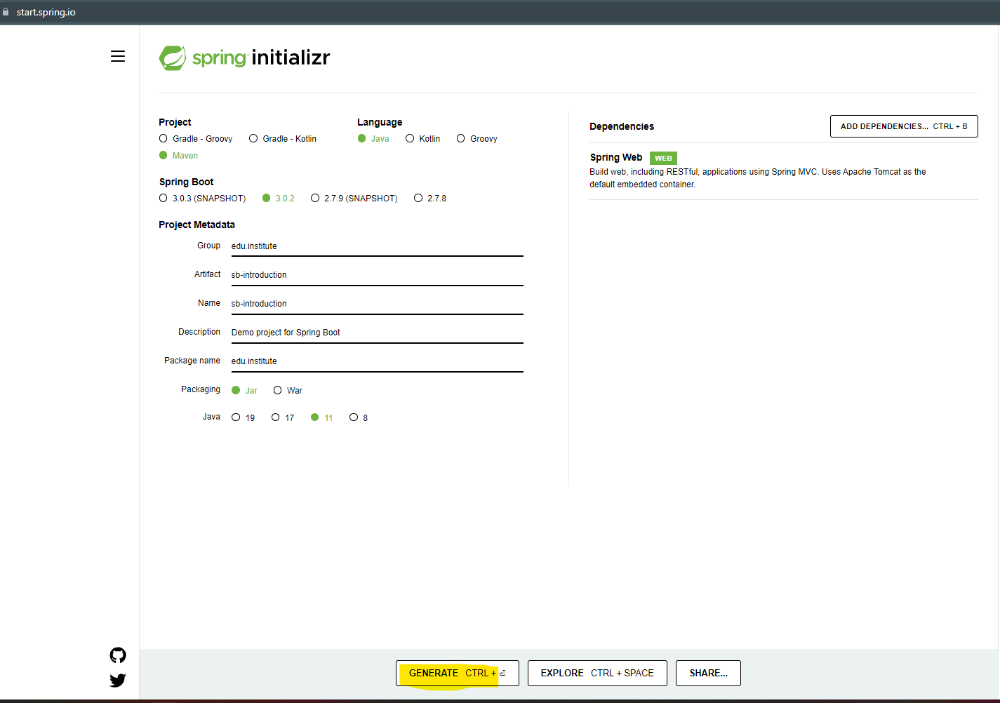 start.spring.io
spring initializr
Project
Gradle - Groovy Gradle - Kotlin
Maven
Language
Java Kotlin Groovy
Spring Boot
3.0.3 (SNAPSHOT) 3.0.2 2.7.9 (SNAPSHOT) 2.7.8
Project Metadata
Group edu.institute
Artifact sb-introduction
Name sb-introduction
Description Demo project for Spring Boot
Package name edu.institute
Packaging Jar War
Java 19 17 11 8
Dependencies ADD DEPENDENCIES... CTRL + B
Spring Web WEB
Build web, including RESTful, applications using Spring MVC. Uses Apache Tomcat as the
default embedded container.
GENERATE CTRL + ⏎ EXPLORE CTRL + SPACE SHARE...